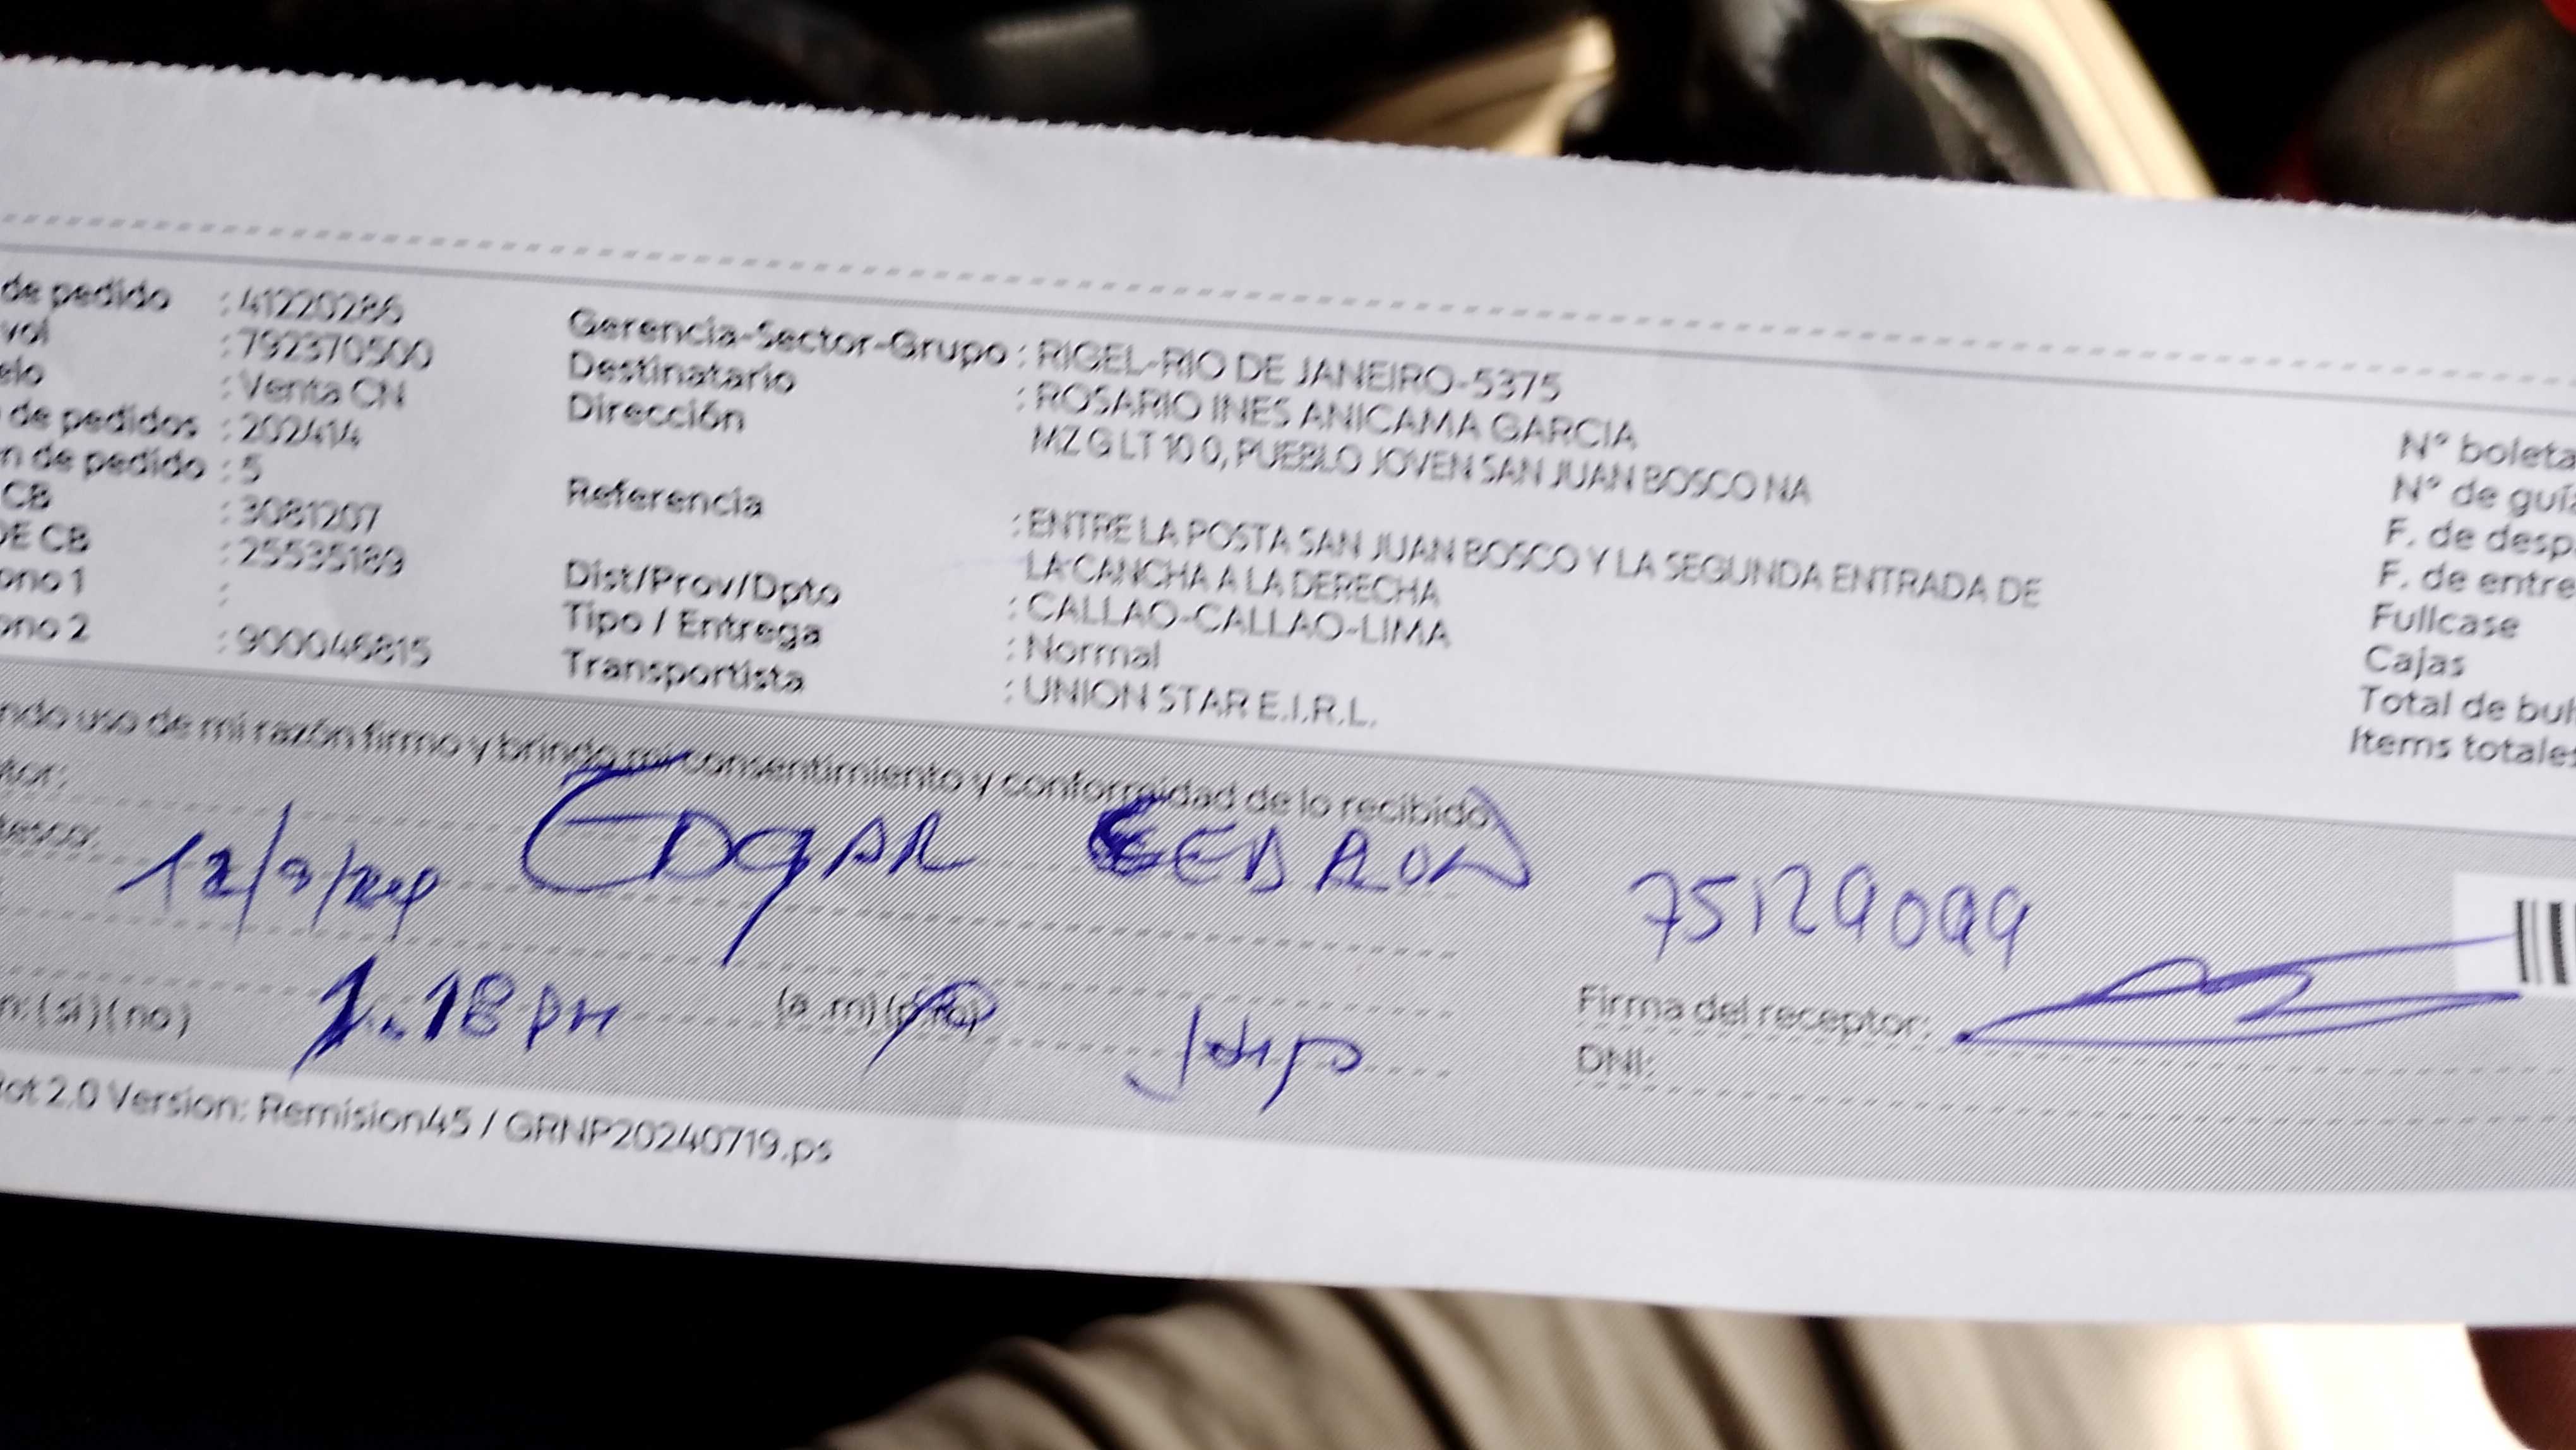 de pedido : 41220286
vol : 792370500
elo : Venta CN
de pedidos : 202414
n de pedido : 5
CB : 3081207
DE CB : 25535189
ono 1 :
ono 2 : 900046815
Gerencia-Sector-Grupo : RIGEL-RIO DE JANEIRO-5375
Destinatario : ROSARIO INES ANICAMA GARCIA
Dirección MZ G LT 10 0, PUEBLO JOVEN SAN JUAN BOSCO NA
Referencia : ENTRE LA POSTA SAN JUAN BOSCO Y LA SEGUNDA ENTRADA DE
LA CANCHA A LA DERECHA
Dist/Prov/Dpto : CALLAO-CALLAO-LIMA
Tipo / Entrega : Normal
Transportista : UNION STAR E.I.R.L.
N° boleta
N° de guía
F. de desp
F. de entre
Fullcase
Cajas
Total de bul
Items totales
ndo uso de mi razón firmo y brindo mi consentimiento y conformidad de lo recibido
tor:
12/9/24 EDgAR CEDRON 75129099
n: (si) (no) 1:18 PM (a .m) (p.m)
Firma del receptor:
DNI:
lot 2.0 Version: Remision45 / GRNP20240719.ps